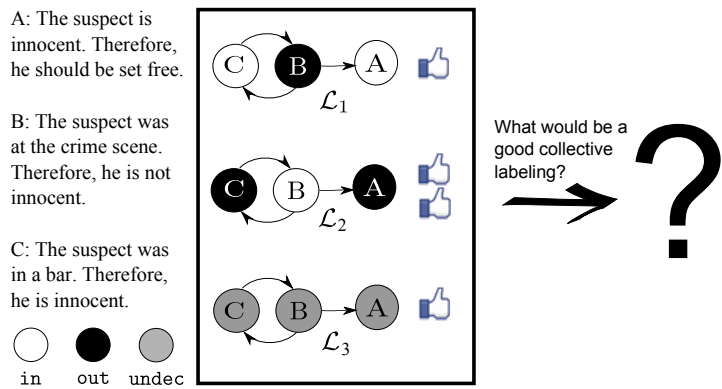 A: The suspect is
innocent. Therefore,
he should be set free.
B: The suspect was
at the crime scene.
Therefore, he is not
innocent.
C: The suspect was
in a bar. Therefore,
he is innocent.
in out undec
C B A
ℒ1
C B A
ℒ2
C B A
ℒ3
What would be a
good collective
labeling?
?